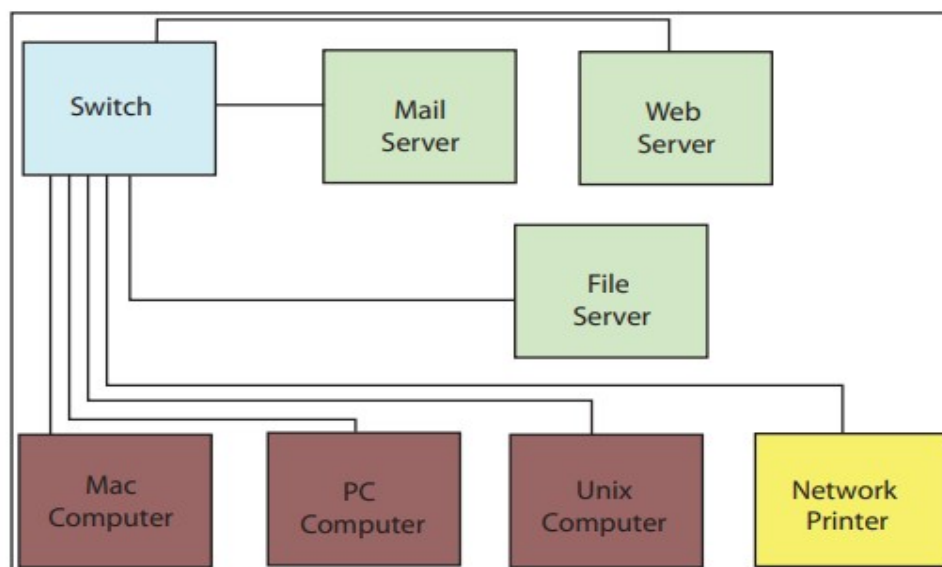 Switch
Mail
Server
Web
Server
File
Server
Mac
Computer
PC
Computer
Unix
Computer
Network
Printer